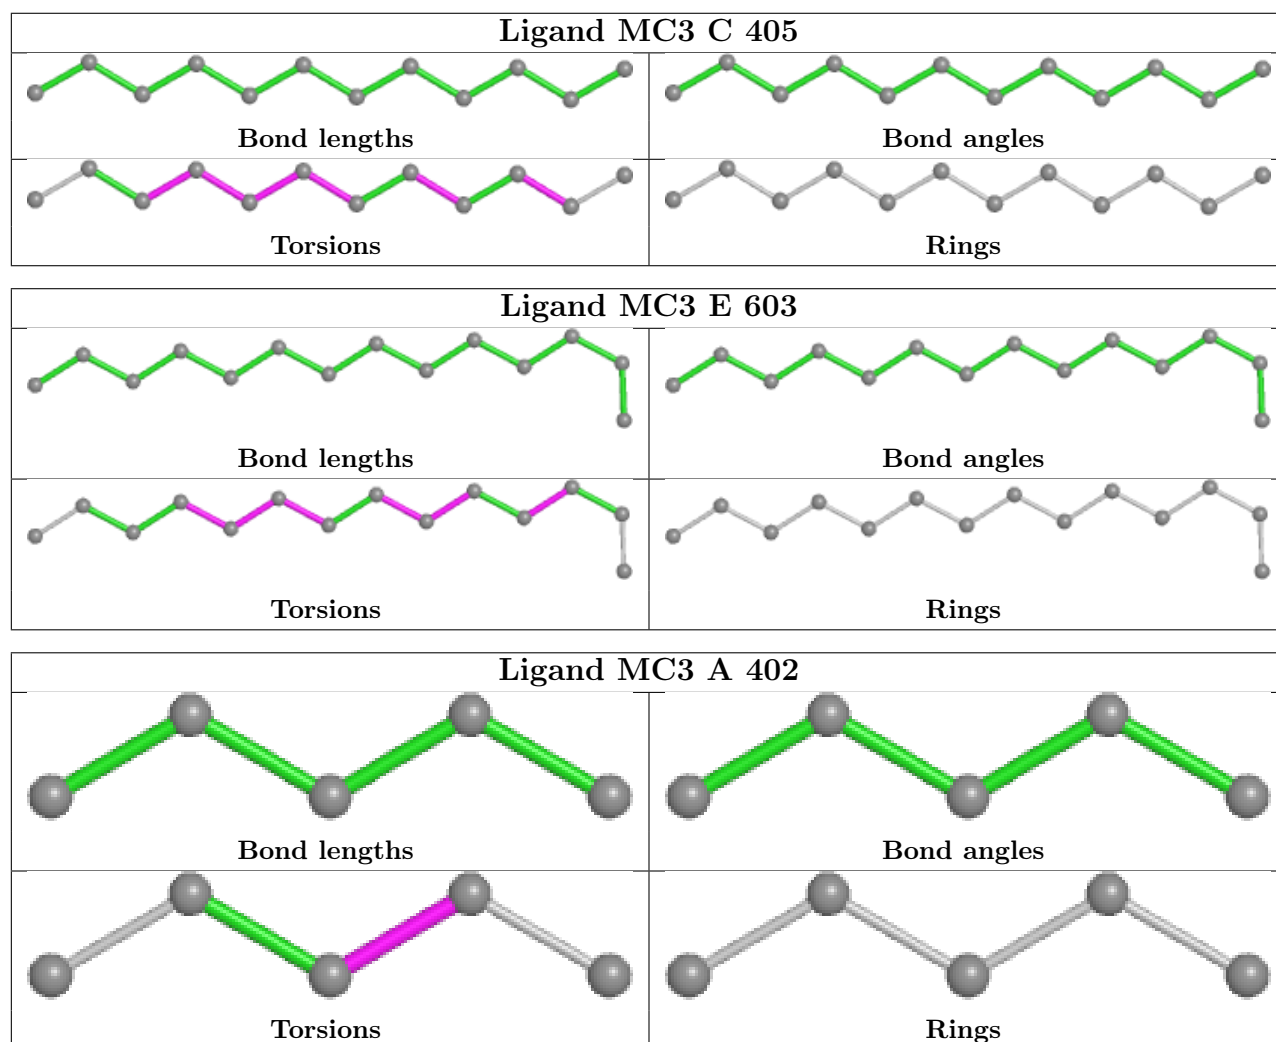 Ligand MC3 C 405
Bond lengths
Bond angles
Torsions
Rings
Ligand MC3 E 603
Bond lengths
Bond angles
Torsions
Rings
Ligand MC3 A 402
Bond lengths
Bond angles
Torsions
Rings